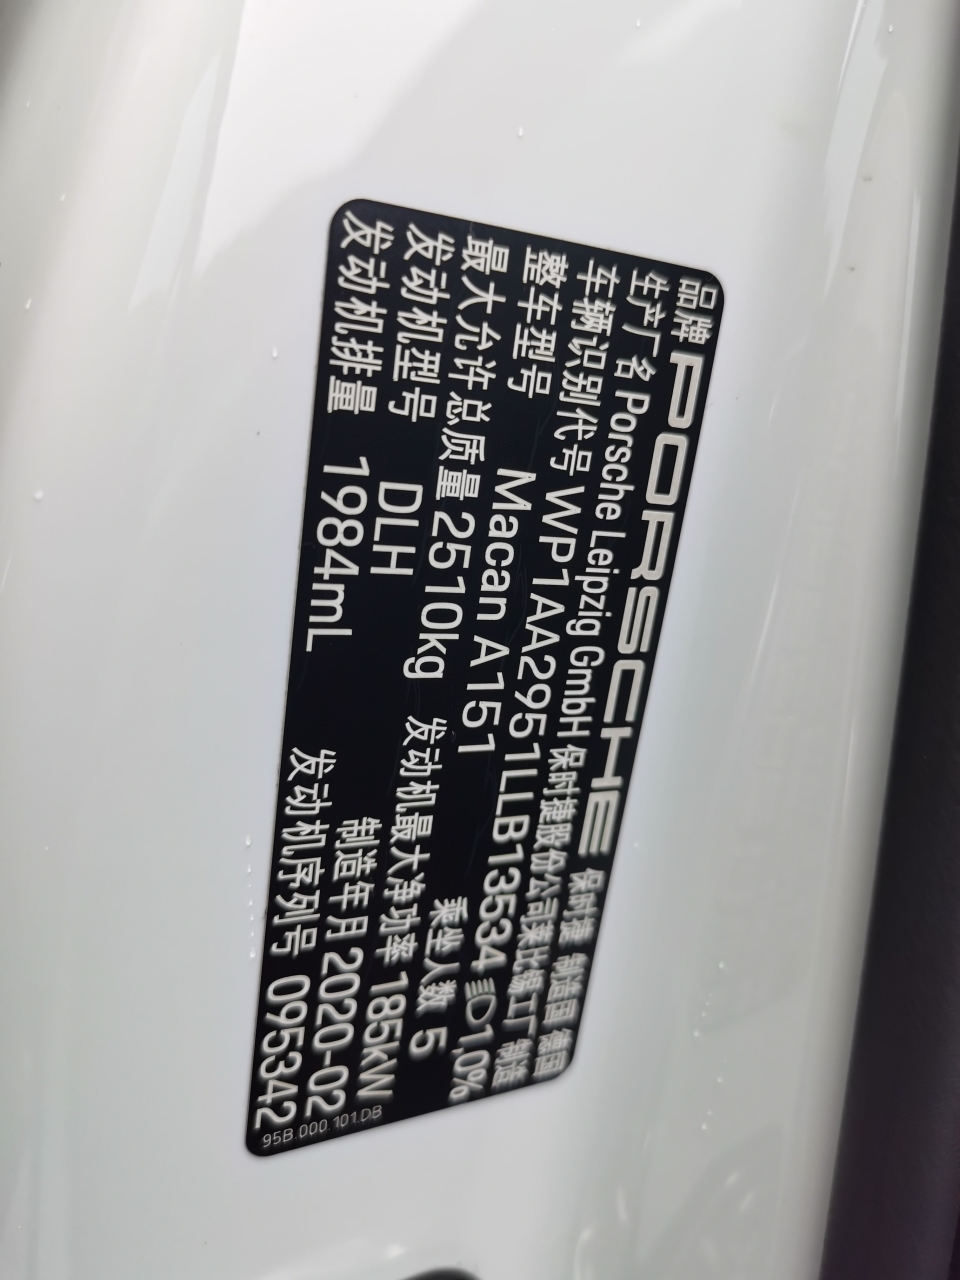 品牌 PORSCHE 保时捷 制造国 德国
生产厂名 Porsche Leipzig GmbH 保时捷股份公司莱比锡工厂 制造
车辆识别代号 WP1AA2951LLB13534 1,0%
整车型号 Macan A151 乘坐人数 5
最大允许总质量 2510kg 发动机最大净功率 185kW
发动机型号 DLH 制造年月 2020-02
发动机排量 1984mL 发动机序列号 095342
95B.000.101.DB